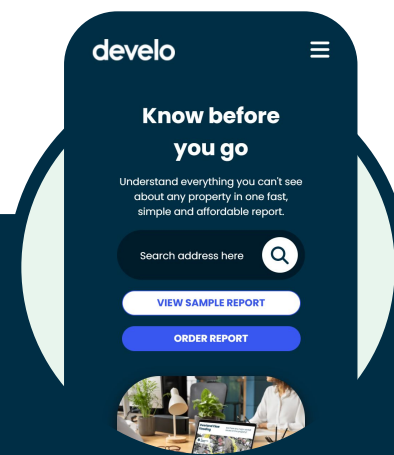 develo
Know before
you go
Understand everything you can't see
about any property in one fast,
simple and affordable report.
Search address here
VIEW SAMPLE REPORT
ORDER REPORT